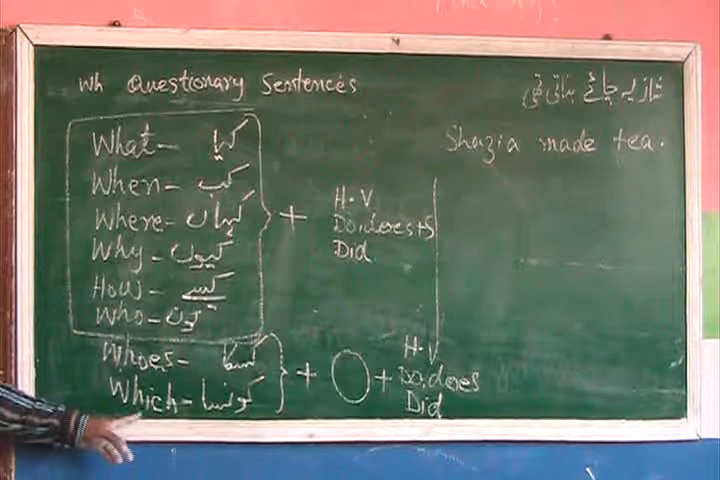 Wh Questionary Sentences
What - کیا
When - کب
Where - کہاں
Why - کیوں
How - کیسے
Who - کون
+
H.V
Do, does + S
Did
Whoes - کسکا
Which - کونسا
+ +
H.V
Do, does
Did
شازیہ چائے بناتی تھی
Shazia made tea.